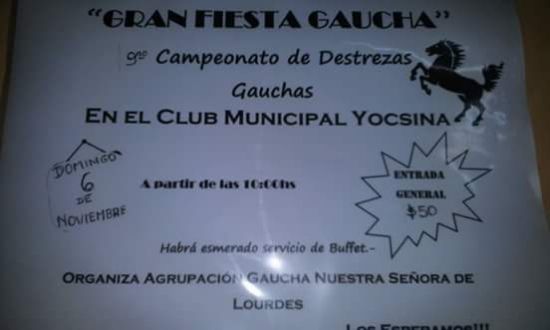 “GRAN FIESTA GAUCHA”
9no Campeonato de Destrezas
Gauchas
EN EL CLUB MUNICIPAL YOCSINA
DOMINGO
6
DE
NOVIEMBRE
A partir de las 10:00hs
ENTRADA
GENERAL
$50
Habrá esmerado servicio de Buffet.-
ORGANIZA AGRUPACIÓN GAUCHA NUESTRA SEÑORA DE
LOURDES
LOS ESPERAMOS!!!